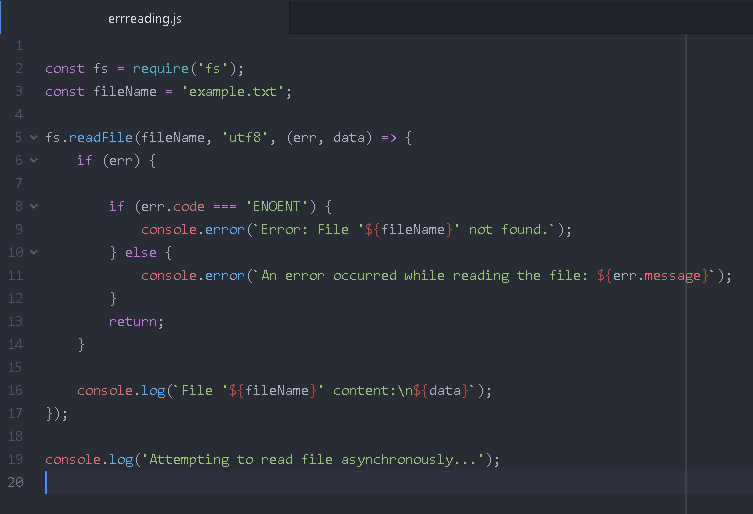 errreading.js
1
2 const fs = require('fs');
3 const fileName = 'example.txt';
4
5 fs.readFile(fileName, 'utf8', (err, data) => {
6     if (err) {
7
8         if (err.code === 'ENOENT') {
9             console.error(`Error: File '${fileName}' not found.`);
10         } else {
11             console.error(`An error occurred while reading the file: ${err.message}`);
12         }
13         return;
14     }
15
16     console.log(`File '${fileName}' content:\n${data}`);
17 });
18
19 console.log('Attempting to read file asynchronously...');
20